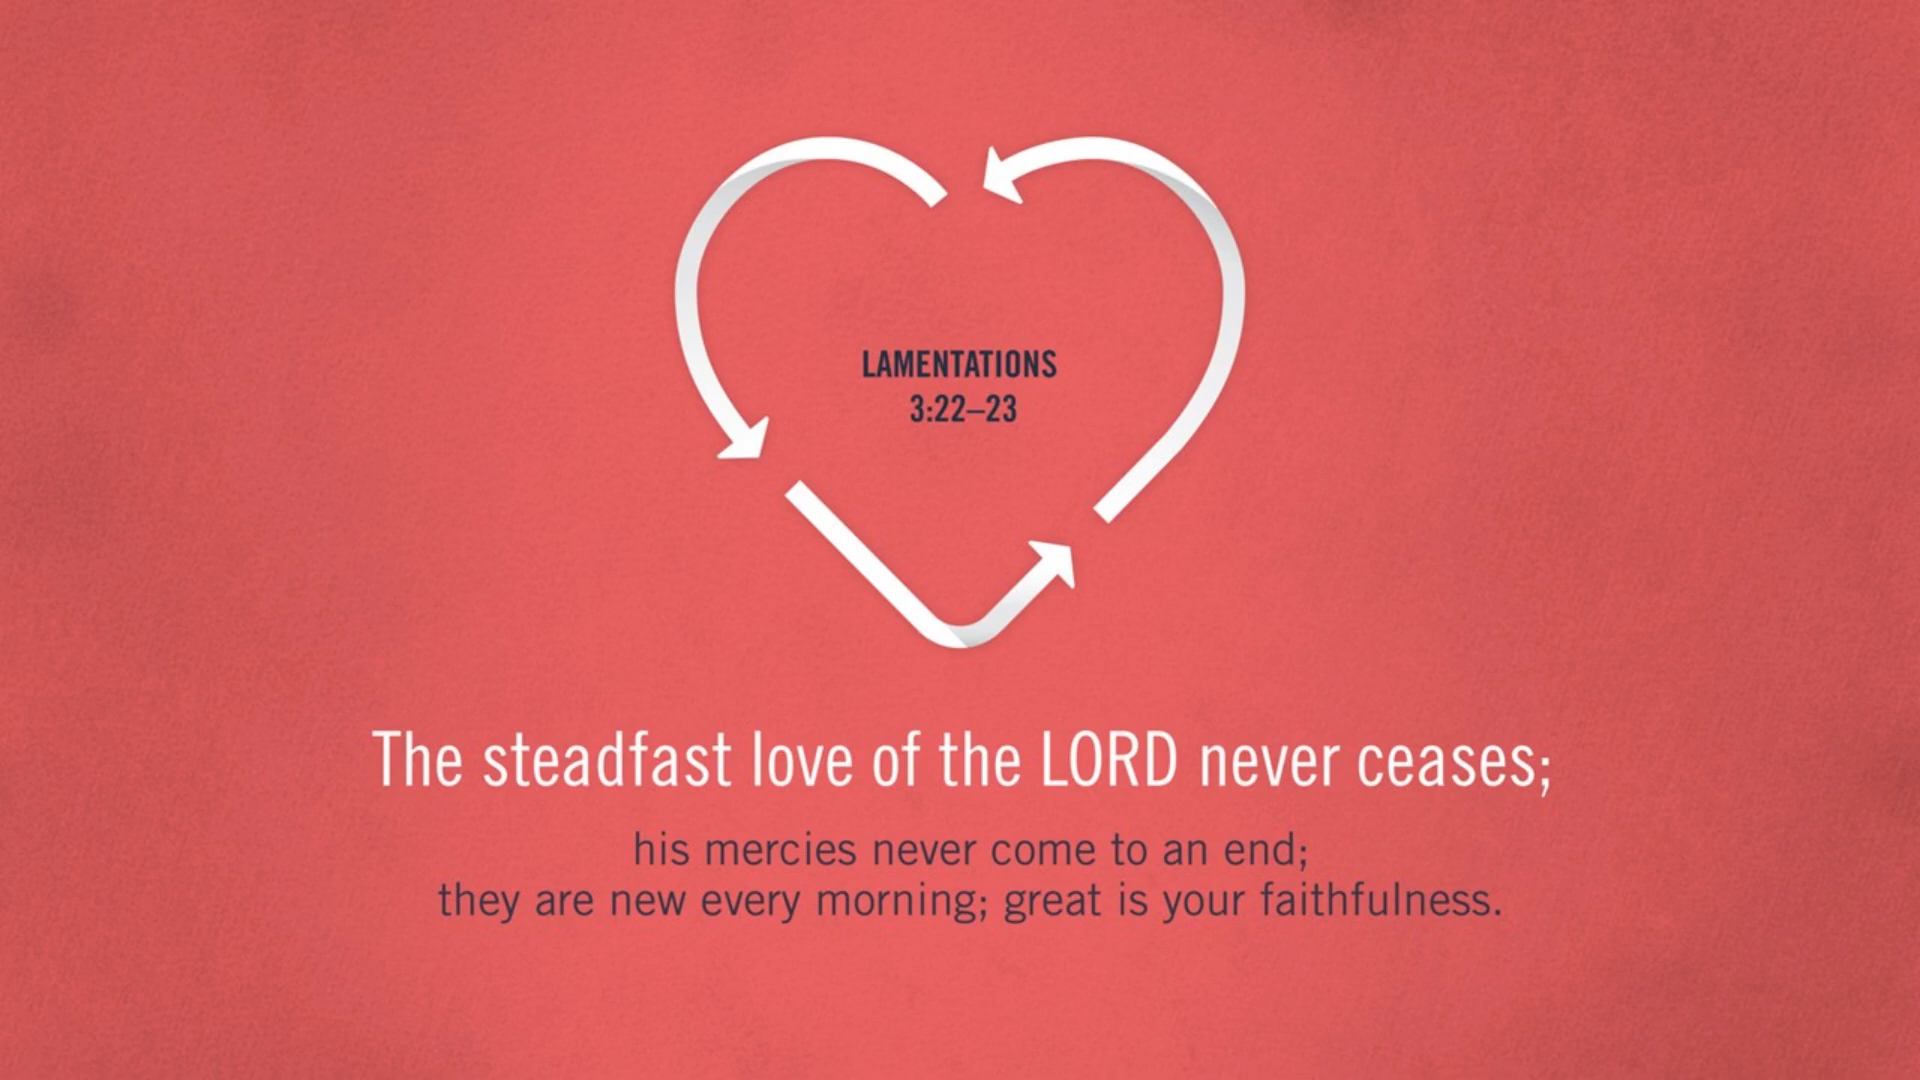 LAMENTATIONS
3:22–23
The steadfast love of the LORD never ceases;
his mercies never come to an end;
they are new every morning; great is your faithfulness.